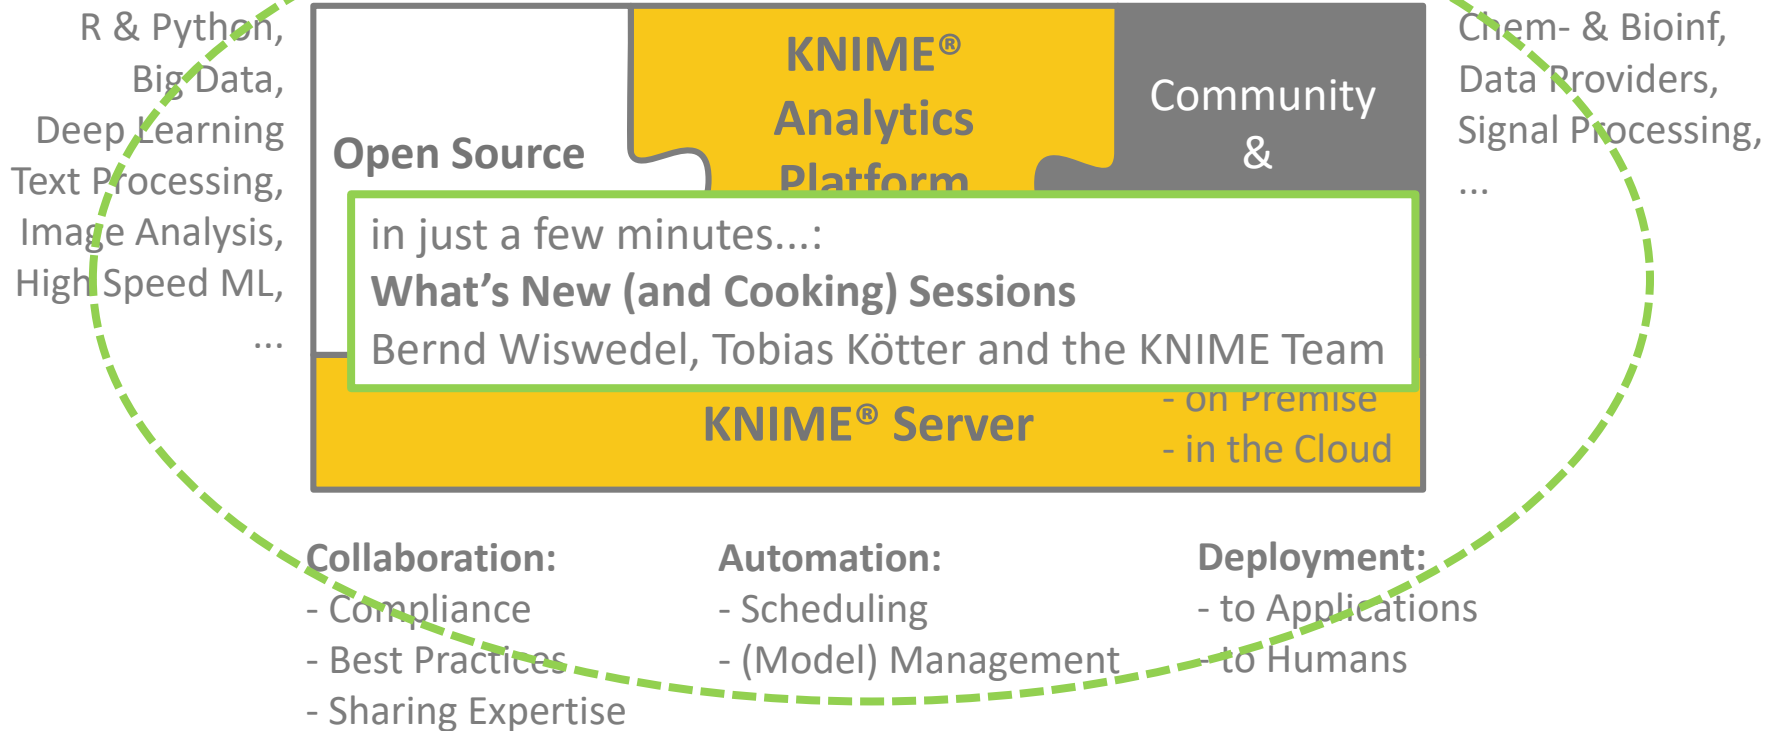 R & Python,
Big Data,
Deep Learning
Text Processing,
Image Analysis,
High Speed ML,
...
Open Source
KNIME®
Analytics
Platform
Community
&
Chem- & Bioinf,
Data Providers,
Signal Processing,
...
in just a few minutes...:
What's New (and Cooking) Sessions
Bernd Wiswedel, Tobias Kötter and the KNIME Team
KNIME® Server
- on Premise
- in the Cloud
Collaboration:
- Compliance
- Best Practices
- Sharing Expertise
Automation:
- Scheduling
- (Model) Management
Deployment:
- to Applications
- to Humans